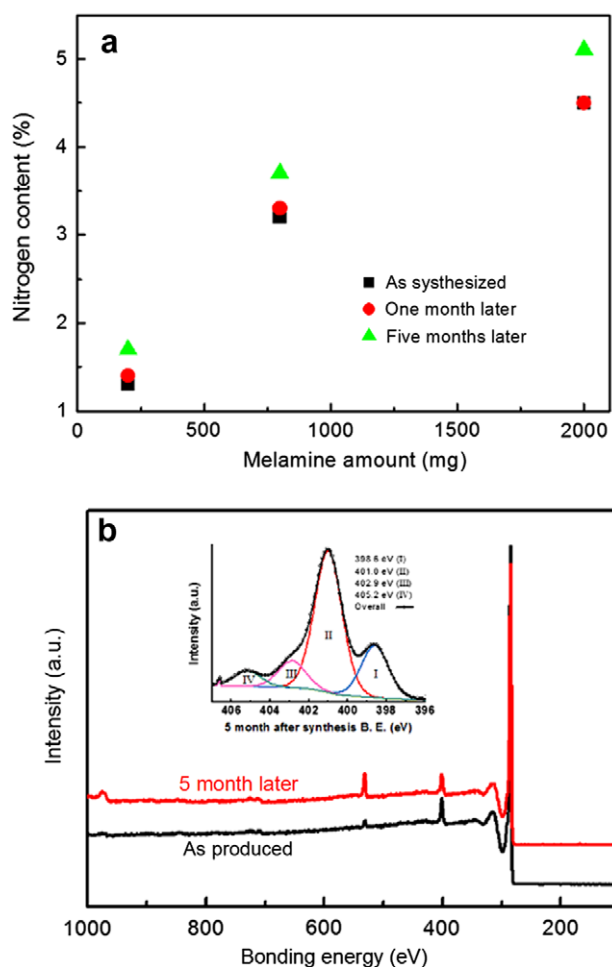 a
Nitrogen content (%)
5
4
3
2
1
As systhesized
One month later
Five months later
0 500 1000 1500 2000
Melamine amount (mg)
b
Intensity (a.u.)
Intensity (a.u.)
398.6 eV (I)
401.0 eV (II)
402.9 eV (III)
405.2 eV (IV)
Overall
II
IV III I
406 404 402 400 398 396
5 month after synthesis B. E. (eV)
5 month later
As produced
1000 800 600 400 200
Bonding energy (eV)